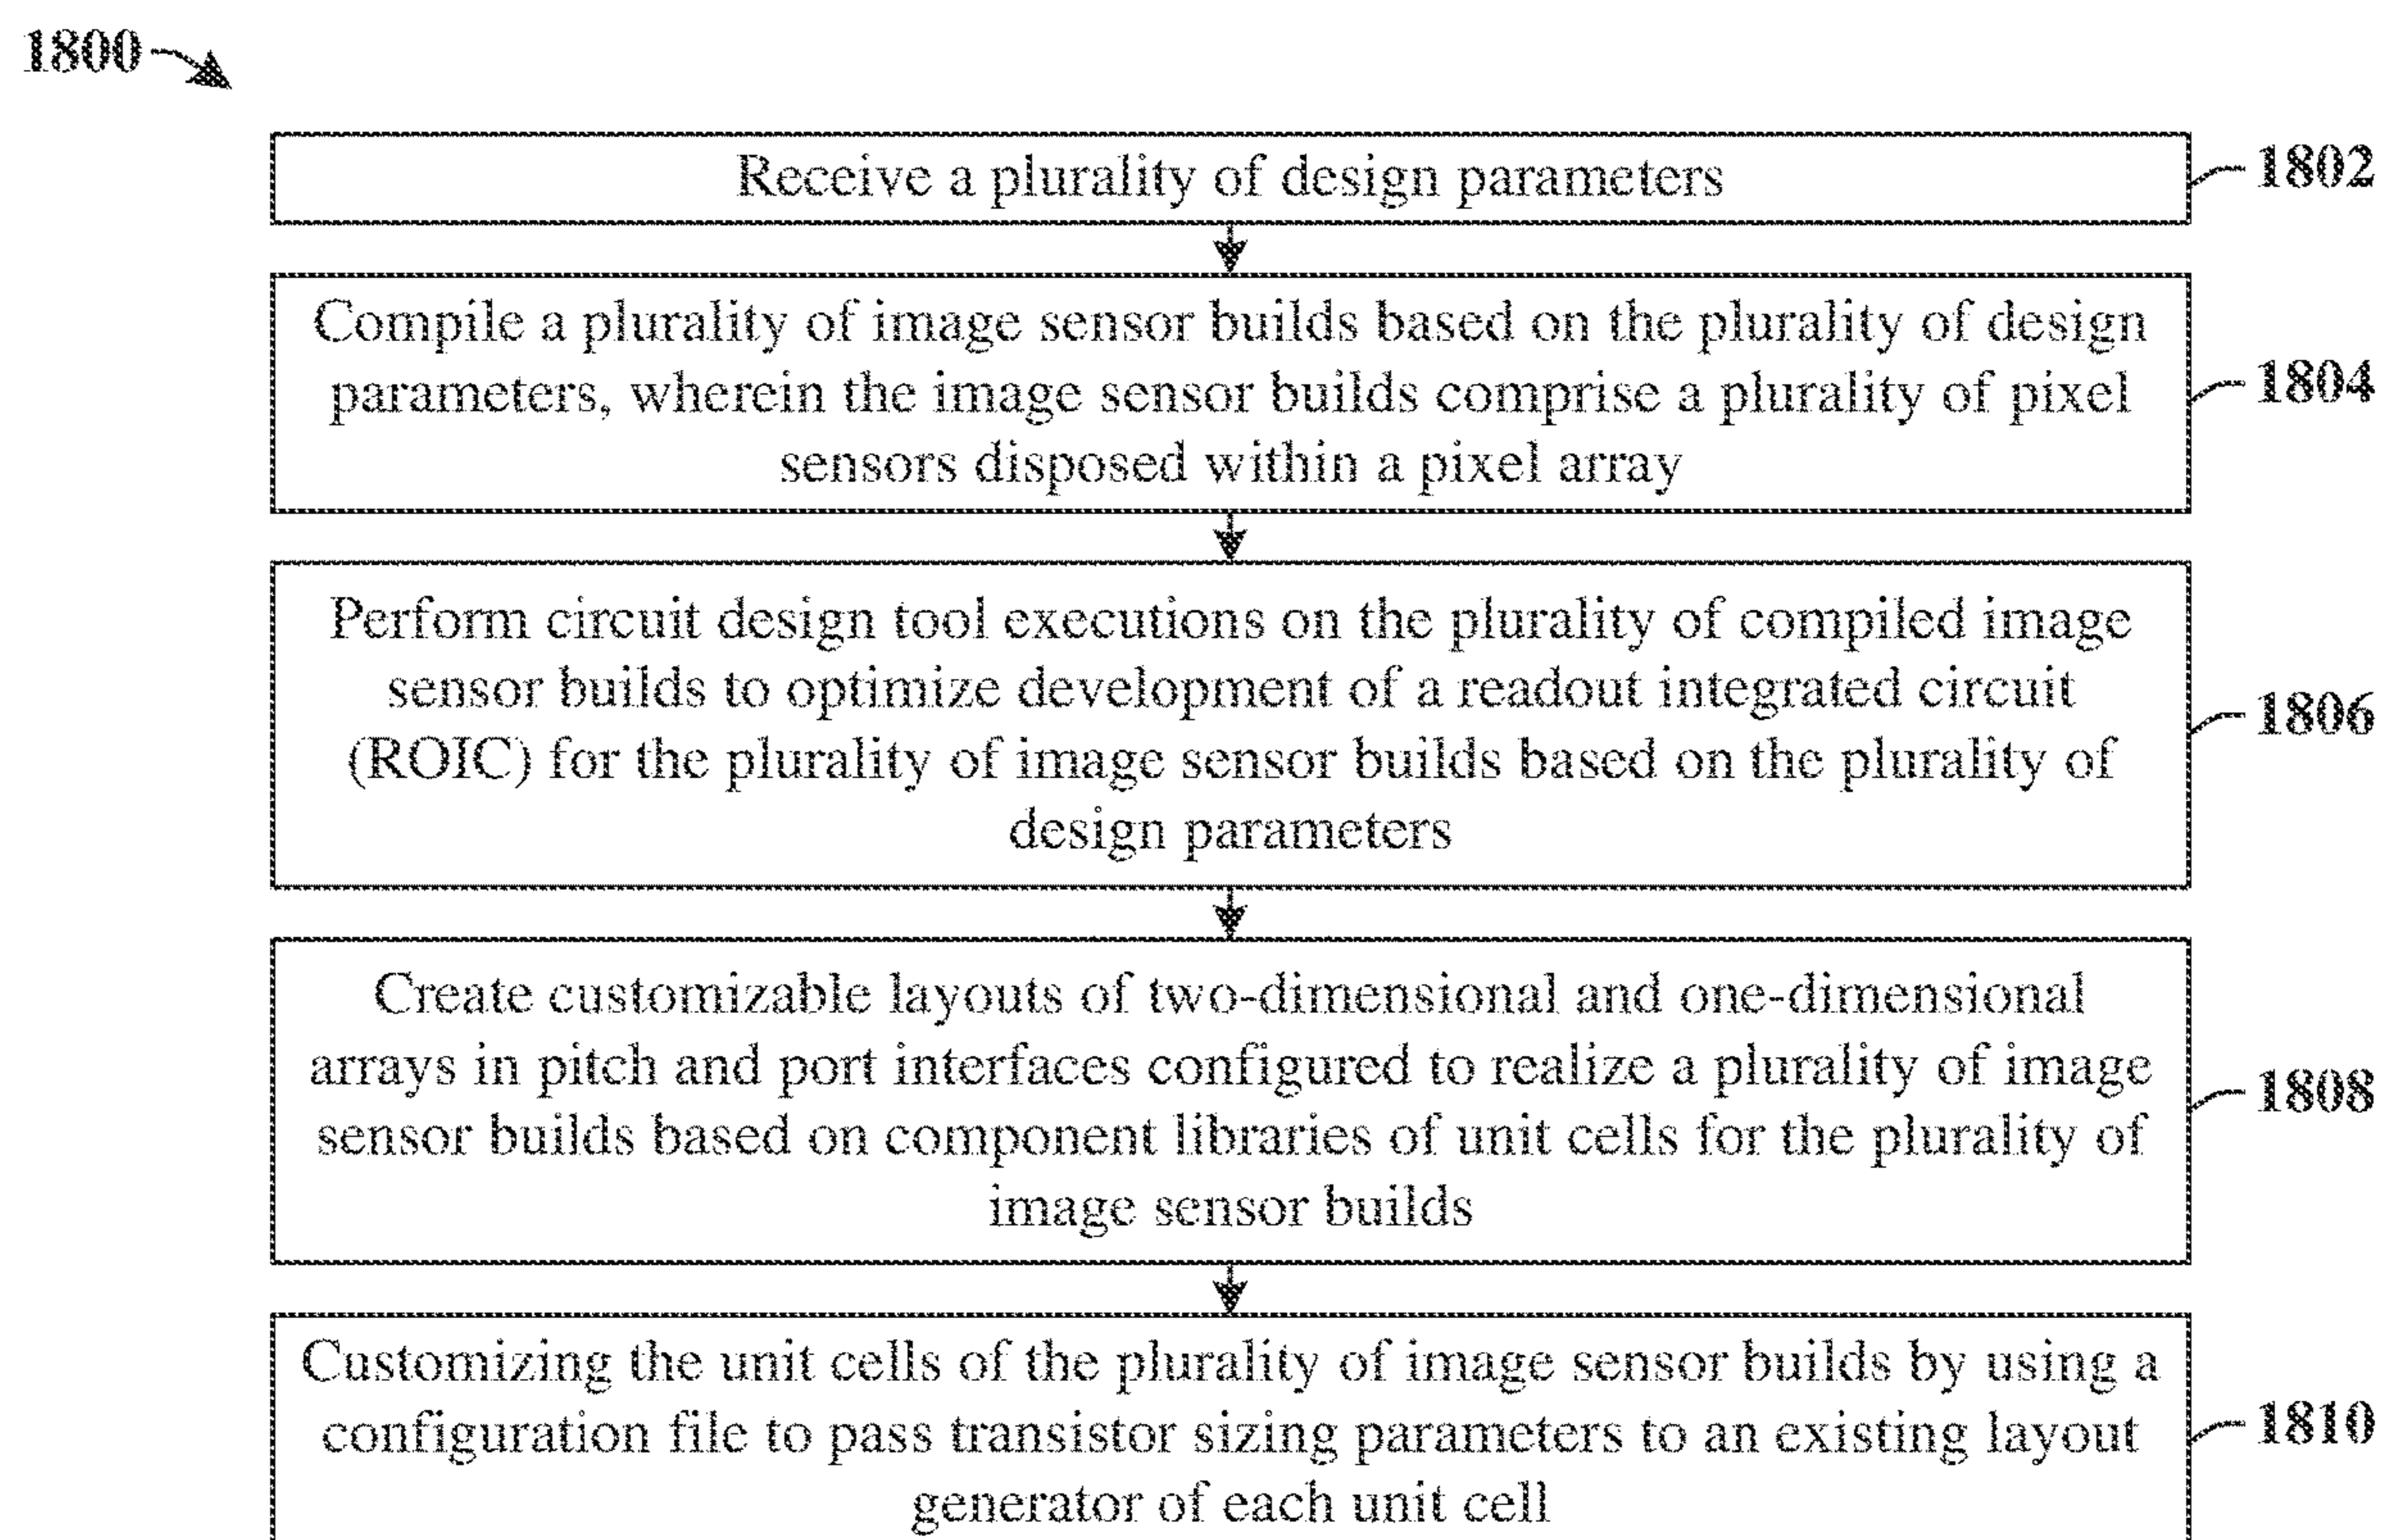 1800
Receive a plurality of design parameters
1802
Compile a plurality of image sensor builds based on the plurality of design
parameters, wherein the image sensor builds comprise a plurality of pixel
sensors disposed within a pixel array
1804
Perform circuit design tool executions on the plurality of compiled image
sensor builds to optimize development of a readout integrated circuit
(ROIC) for the plurality of image sensor builds based on the plurality of
design parameters
1806
Create customizable layouts of two-dimensional and one-dimensional
arrays in pitch and port interfaces configured to realize a plurality of image
sensor builds based on component libraries of unit cells for the plurality of
image sensor builds
1808
Customizing the unit cells of the plurality of image sensor builds by using a
configuration file to pass transistor sizing parameters to an existing layout
generator of each unit cell
1810